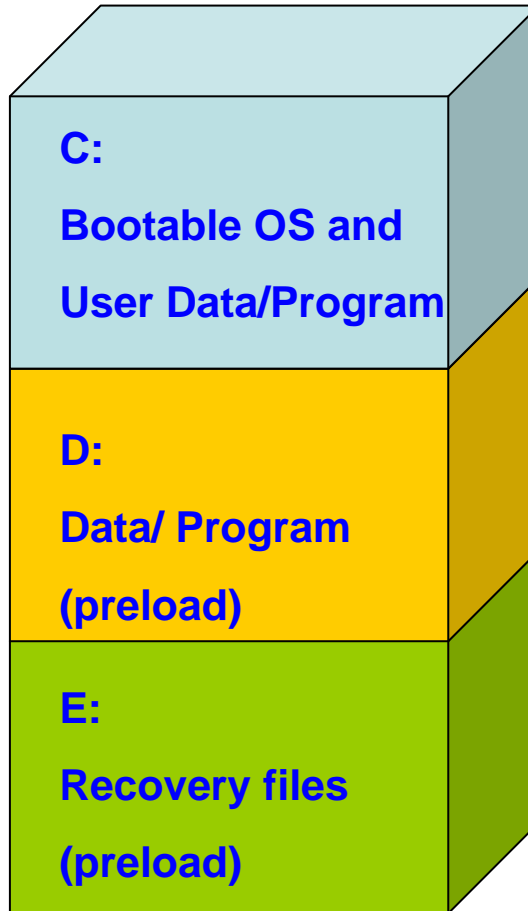 C:
Bootable OS and
User Data/Program
D:
Data/ Program
(preload)
E:
Recovery files
(preload)